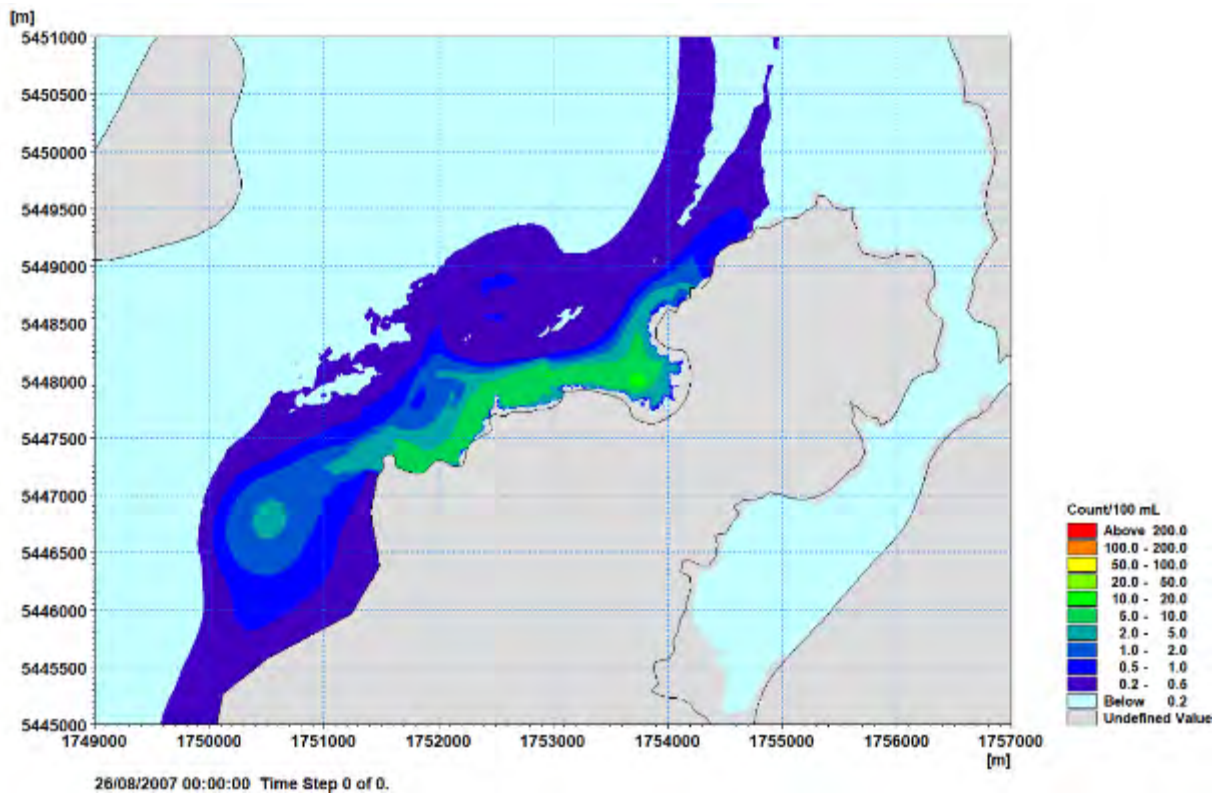 [m]
5451000
5450500
5450000
5449500
5449000
5448500
5448000
5447500
5447000
5446500
5446000
5445500
5445000
1749000 1750000 1751000 1752000 1753000 1754000 1755000 1756000 1757000
[m]
26/08/2007 00:00:00 Time Step 0 of 0.
Count/100 mL
Above 200.0
100.0 - 200.0
50.0 - 100.0
20.0 - 50.0
10.0 - 20.0
5.0 - 10.0
2.0 - 5.0
1.0 - 2.0
0.5 - 1.0
0.2 - 0.5
Below 0.2
Undefined Value